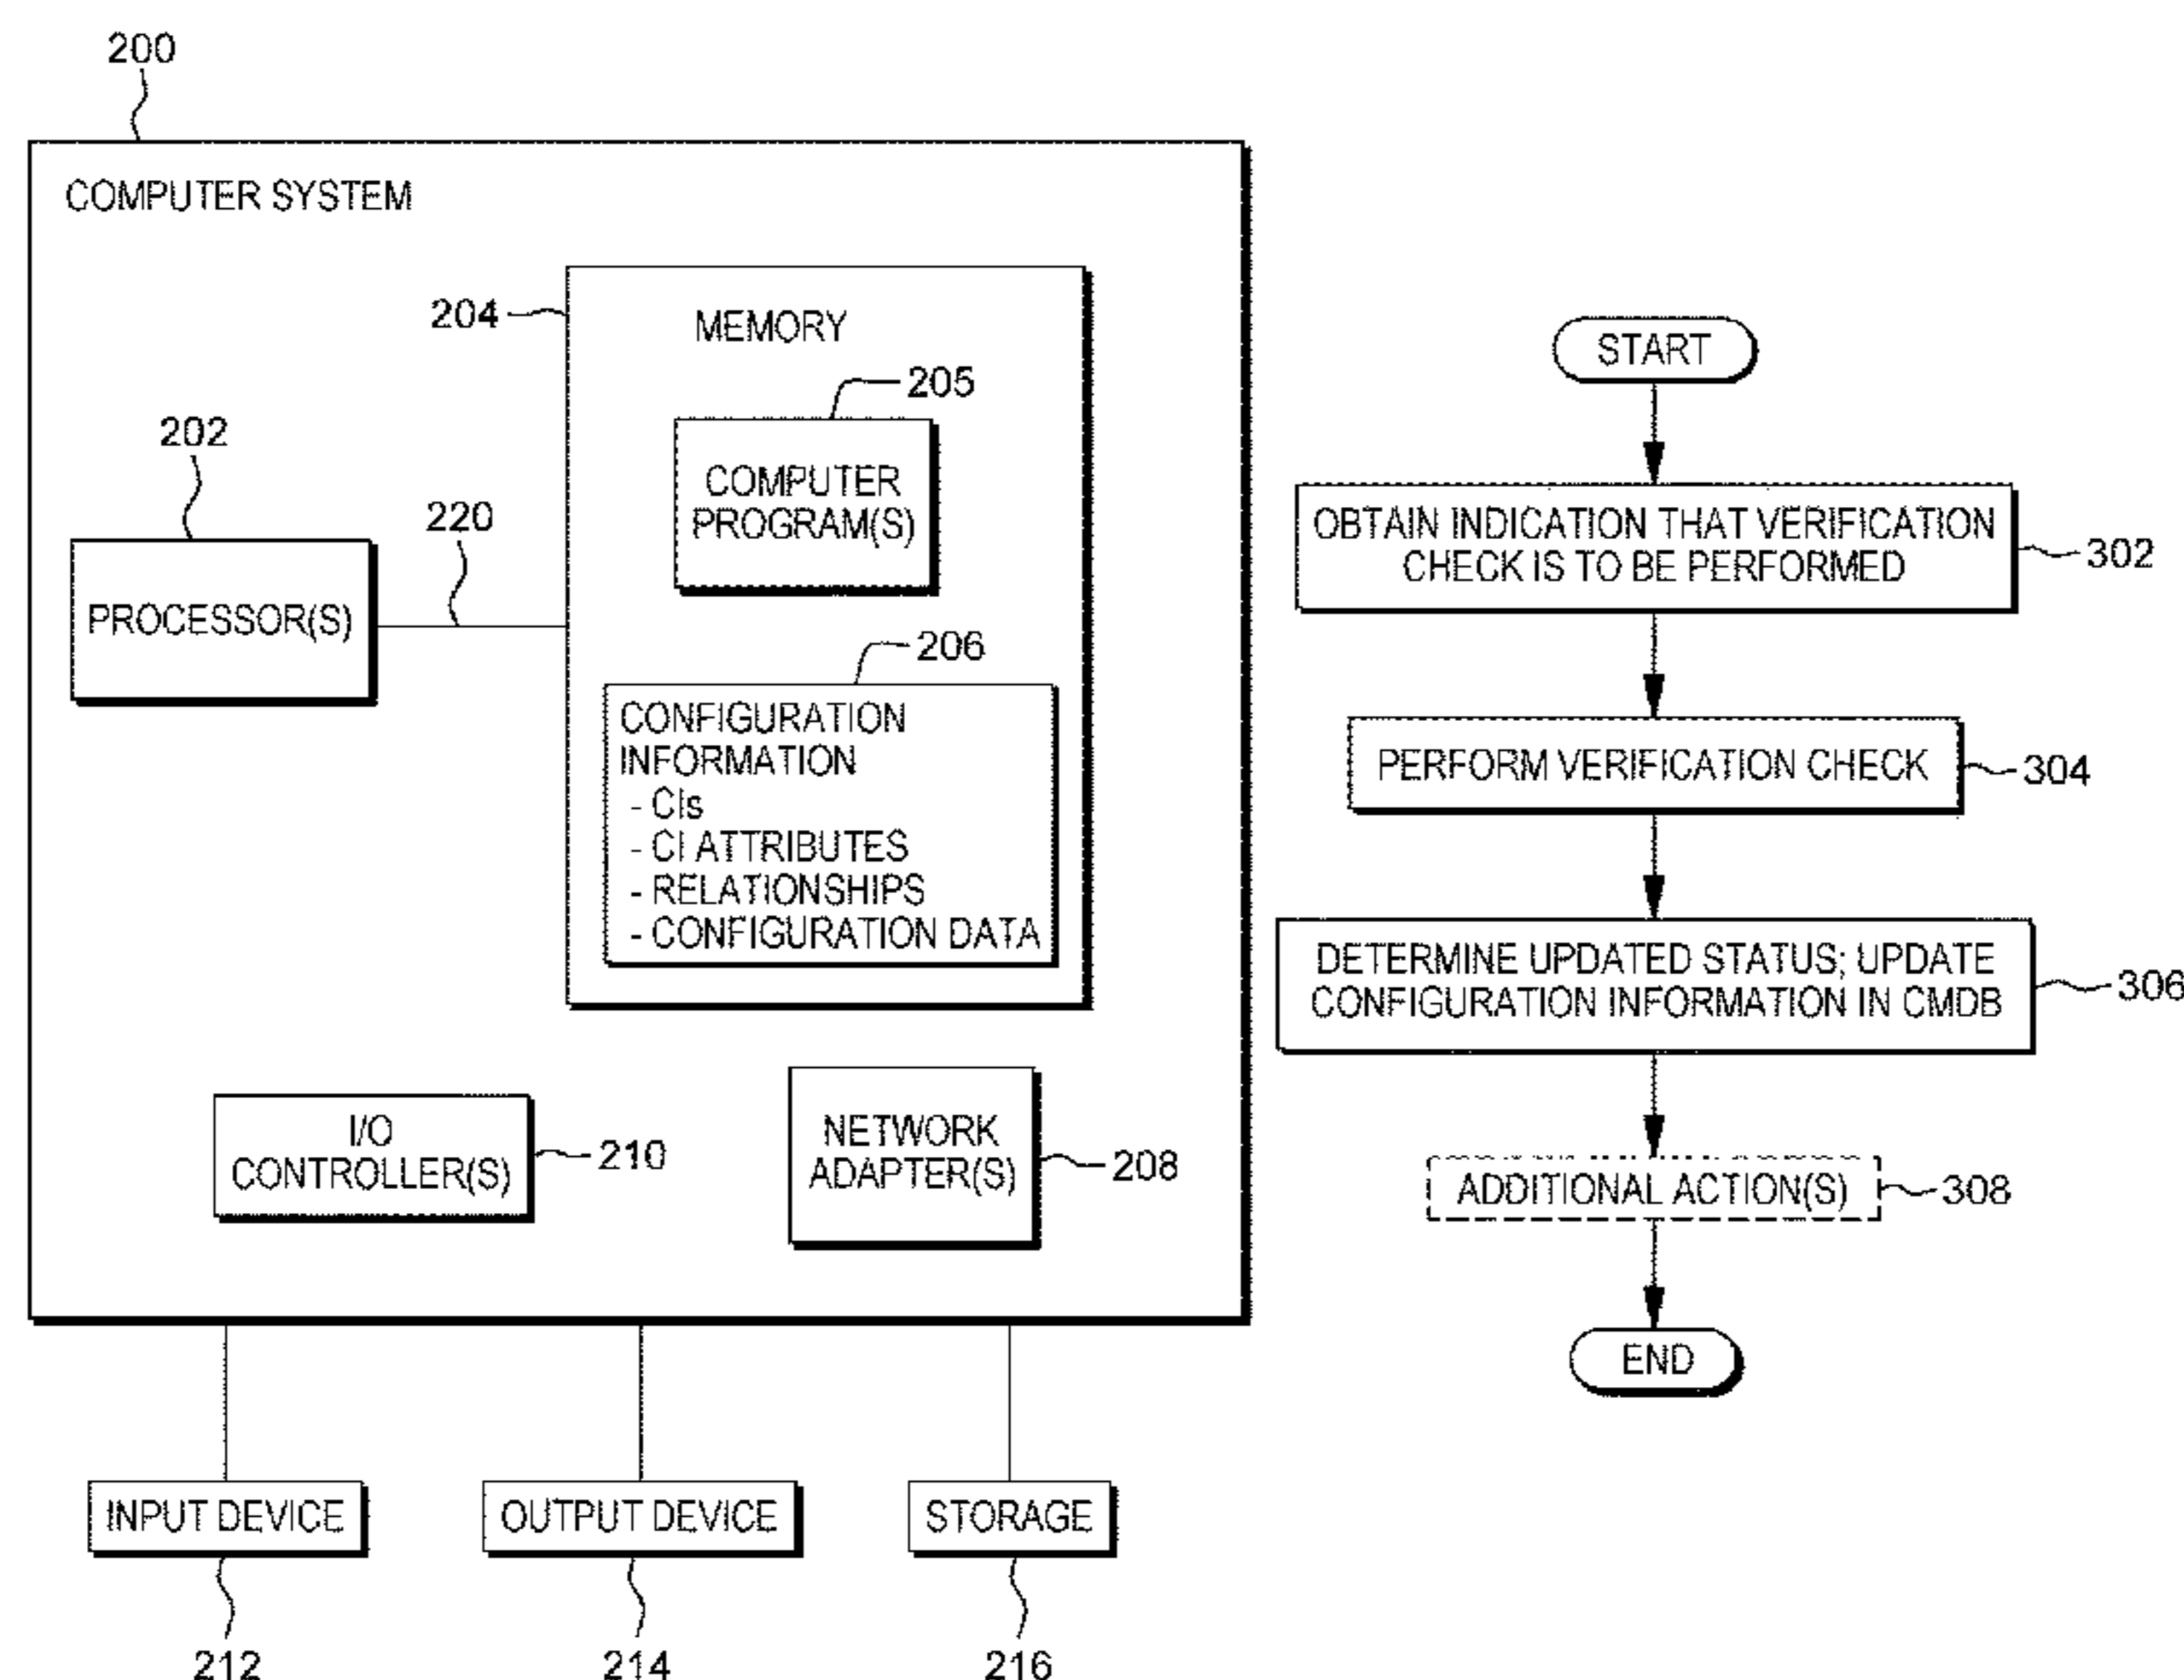 200
COMPUTER SYSTEM
204
MEMORY
205
COMPUTER
PROGRAM(S)
202
220
PROCESSOR(S)
206
CONFIGURATION
INFORMATION
- CIs
- CI ATTRIBUTES
- RELATIONSHIPS
- CONFIGURATION DATA
I/O
CONTROLLER(S)
210
NETWORK
ADAPTER(S)
208
INPUT DEVICE
OUTPUT DEVICE
STORAGE
212
214
216
START
OBTAIN INDICATION THAT VERIFICATION
CHECK IS TO BE PERFORMED
302
PERFORM VERIFICATION CHECK
304
DETERMINE UPDATED STATUS; UPDATE
CONFIGURATION INFORMATION IN CMDB
306
ADDITIONAL ACTION(S)
308
END